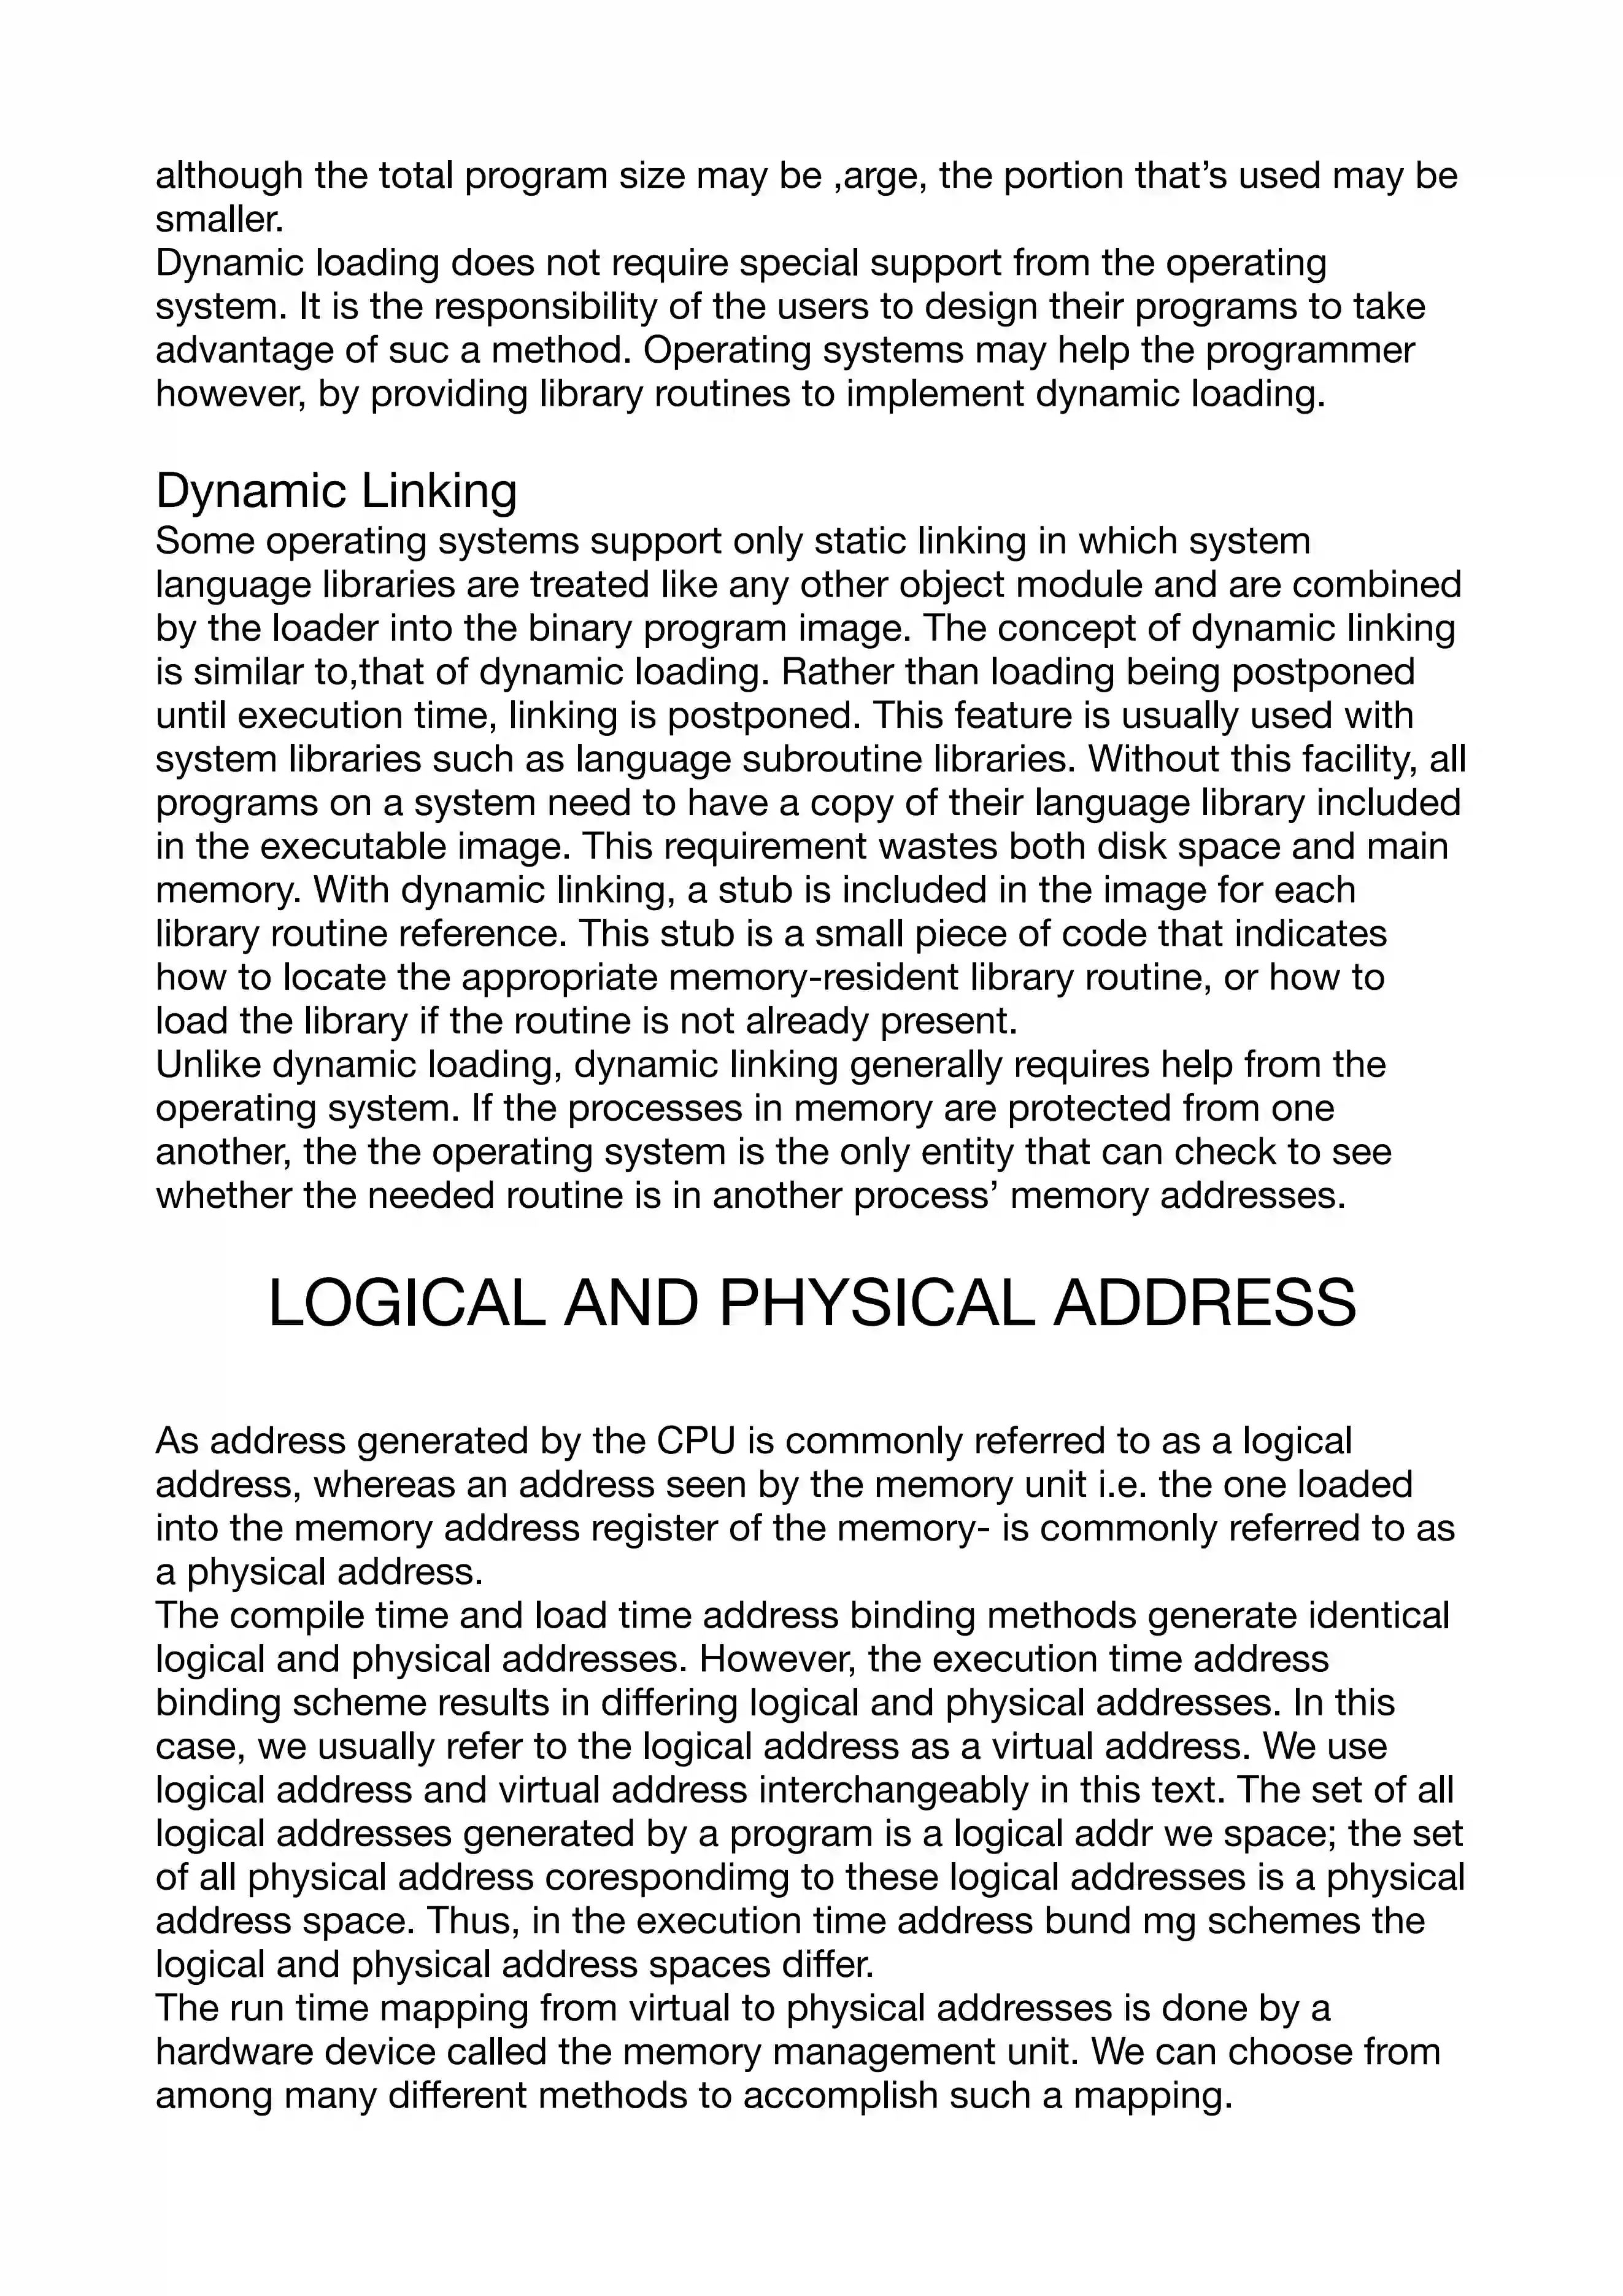 although the total program size may be ,arge, the portion that’s used may be
smaller.
Dynamic loading does not require special support from the operating
system. It is the responsibility of the users to design their programs to take
advantage of suc a method. Operating systems may help the programmer
however, by providing library routines to implement dynamic loading.
Dynamic Linking
Some operating systems support only static linking in which system
language libraries are treated like any other object module and are combined
by the loader into the binary program image. The concept of dynamic linking
is similar to,that of dynamic loading. Rather than loading being postponed
until execution time, linking is postponed. This feature is usually used with
system libraries such as language subroutine libraries. Without this facility, all
programs on a system need to have a copy of their language library included
in the executable image. This requirement wastes both disk space and main
memory. With dynamic linking, a stub is included in the image for each
library routine reference. This stub is a small piece of code that indicates
how to locate the appropriate memory-resident library routine, or how to
load the library if the routine is not already present.
Unlike dynamic loading, dynamic linking generally requires help from the
operating system. If the processes in memory are protected from one
another, the the operating system is the only entity that can check to see
whether the needed routine is in another process’ memory addresses.
LOGICAL AND PHYSICAL ADDRESS
As address generated by the CPU is commonly referred to as a logical
address, whereas an address seen by the memory unit i.e. the one loaded
into the memory address register of the memory- is commonly referred to as
a physical address.
The compile time and load time address binding methods generate identical
logical and physical addresses. However, the execution time address
binding scheme results in differing logical and physical addresses. In this
case, we usually refer to the logical address as a virtual address. We use
logical address and virtual address interchangeably in this text. The set of all
logical addresses generated by a program is a logical addr we space; the set
of all physical address corespondimg to these logical addresses is a physical
address space. Thus, in the execution time address bund mg schemes the
logical and physical address spaces differ.
The run time mapping from virtual to physical addresses is done by a
hardware device called the memory management unit. We can choose from
among many different methods to accomplish such a mapping.